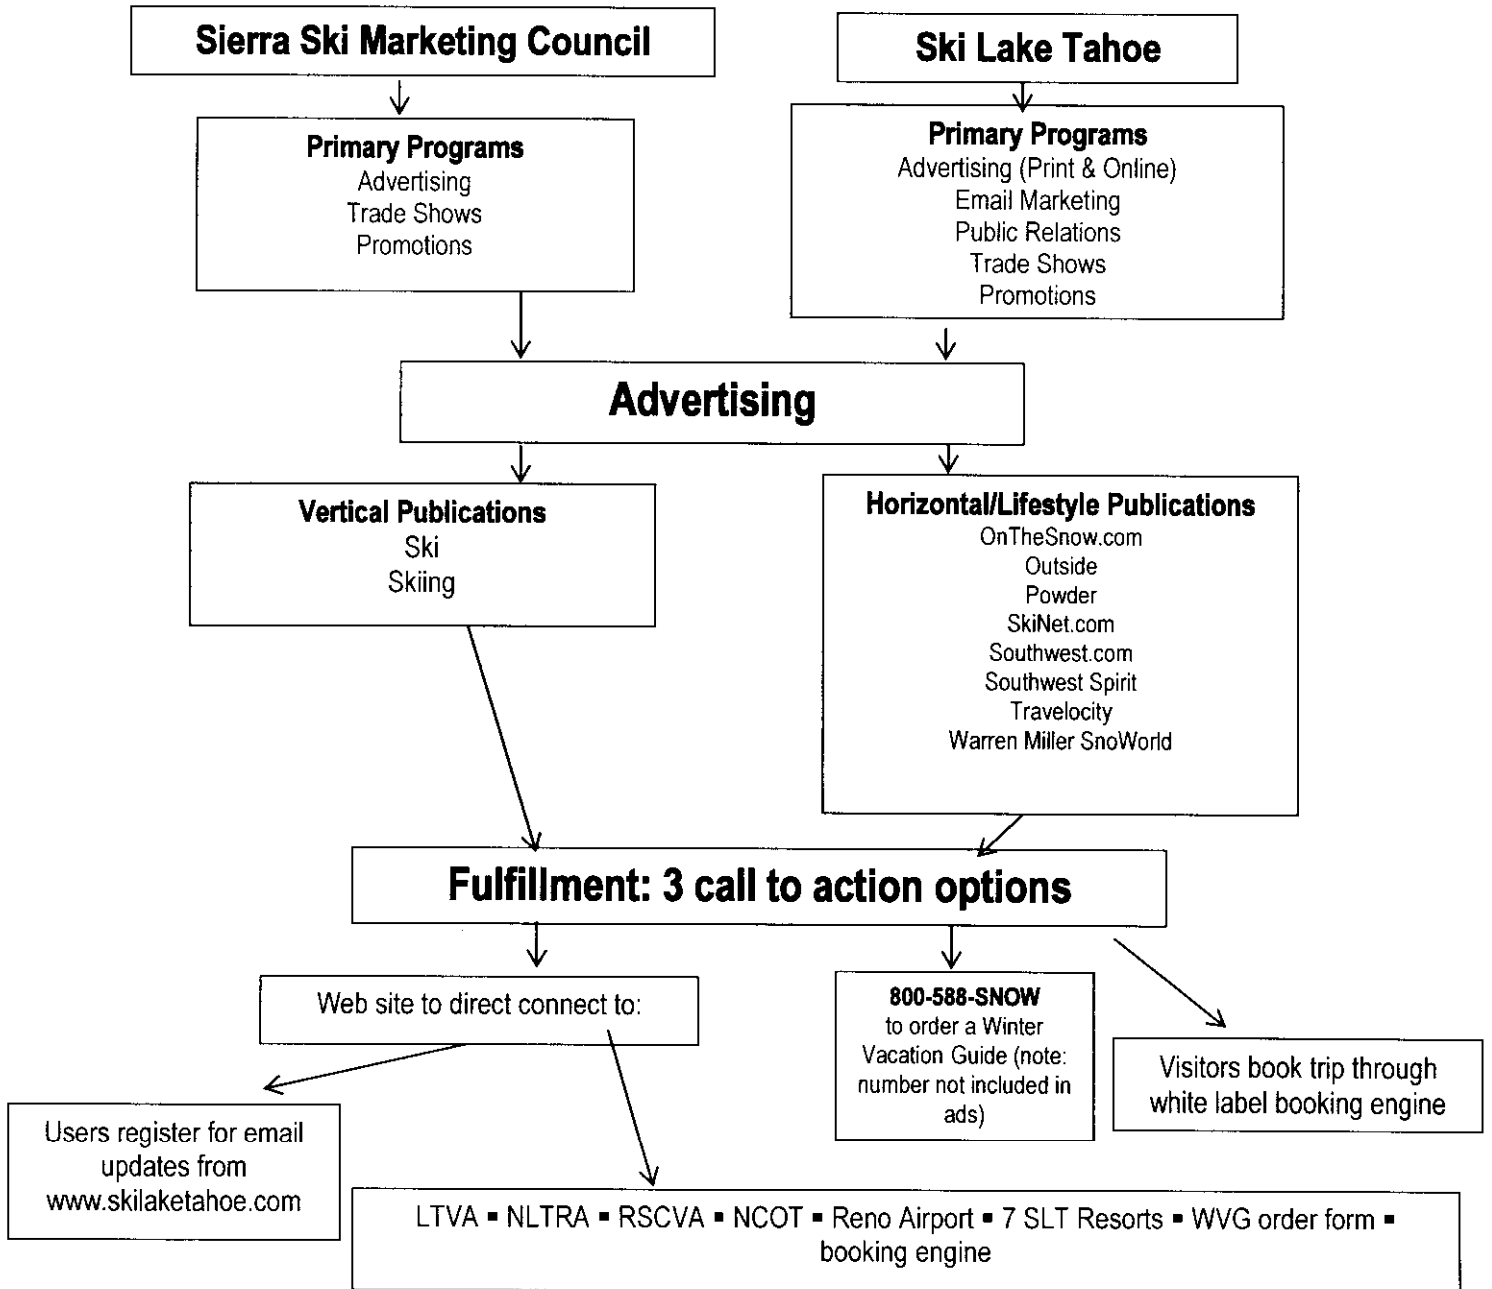 Sierra Ski Marketing Council
Ski Lake Tahoe
Primary Programs
Advertising
Trade Shows
Promotions
Primary Programs
Advertising (Print & Online)
Email Marketing
Public Relations
Trade Shows
Promotions
Advertising
Vertical Publications
Ski
Skiing
Horizontal/Lifestyle Publications
OnTheSnow.com
Outside
Powder
SkiNet.com
Southwest.com
Southwest Spirit
Travelocity
Warren Miller SnoWorld
Fulfillment: 3 call to action options
Web site to direct connect to:
800-588-SNOW
to order a Winter
Vacation Guide (note:
number not included in
ads)
Visitors book trip through
white label booking engine
Users register for email
updates from
www.skilaketahoe.com
LTVA ▪ NLTRA ▪ RSCVA ▪ NCOT ▪ Reno Airport ▪ 7 SLT Resorts ▪ WVG order form ▪
booking engine